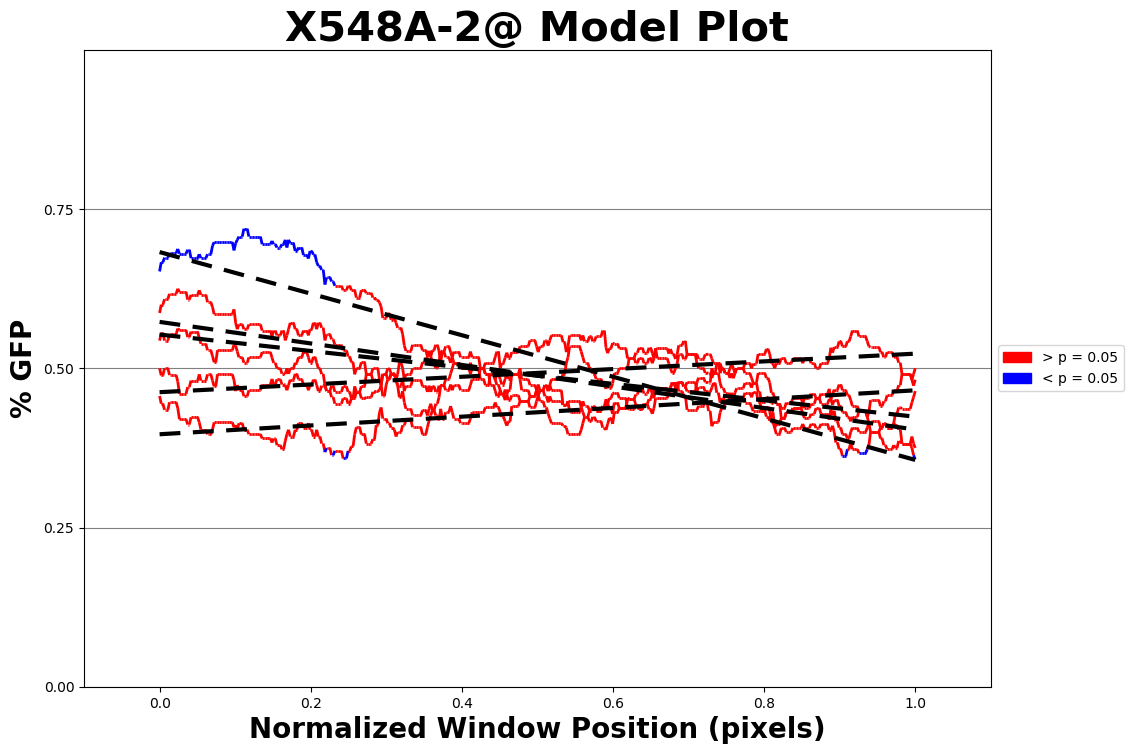 X548A-2@ Model Plot
% GFP
0.75
0.50
0.25
0.00
0.0 0.2 0.4 0.6 0.8 1.0
Normalized Window Position (pixels)
> p = 0.05
< p = 0.05